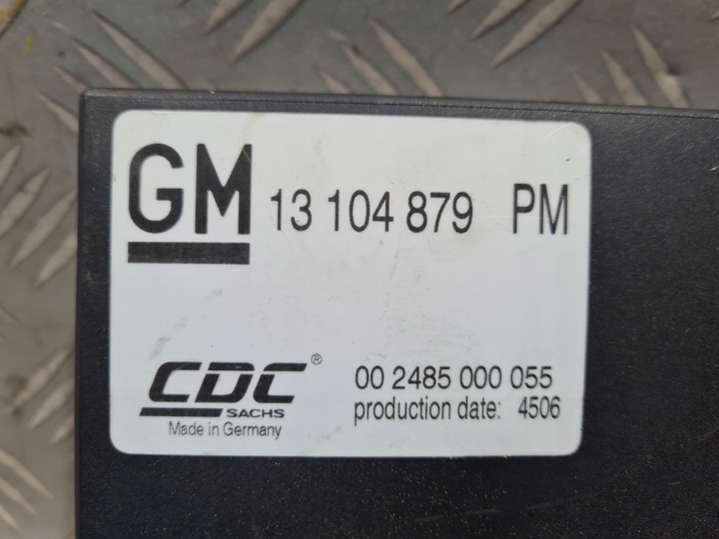 GM 13 104 879 PM
CDC® 00 2485 000 055
SACHS production date: 4506
Made in Germany